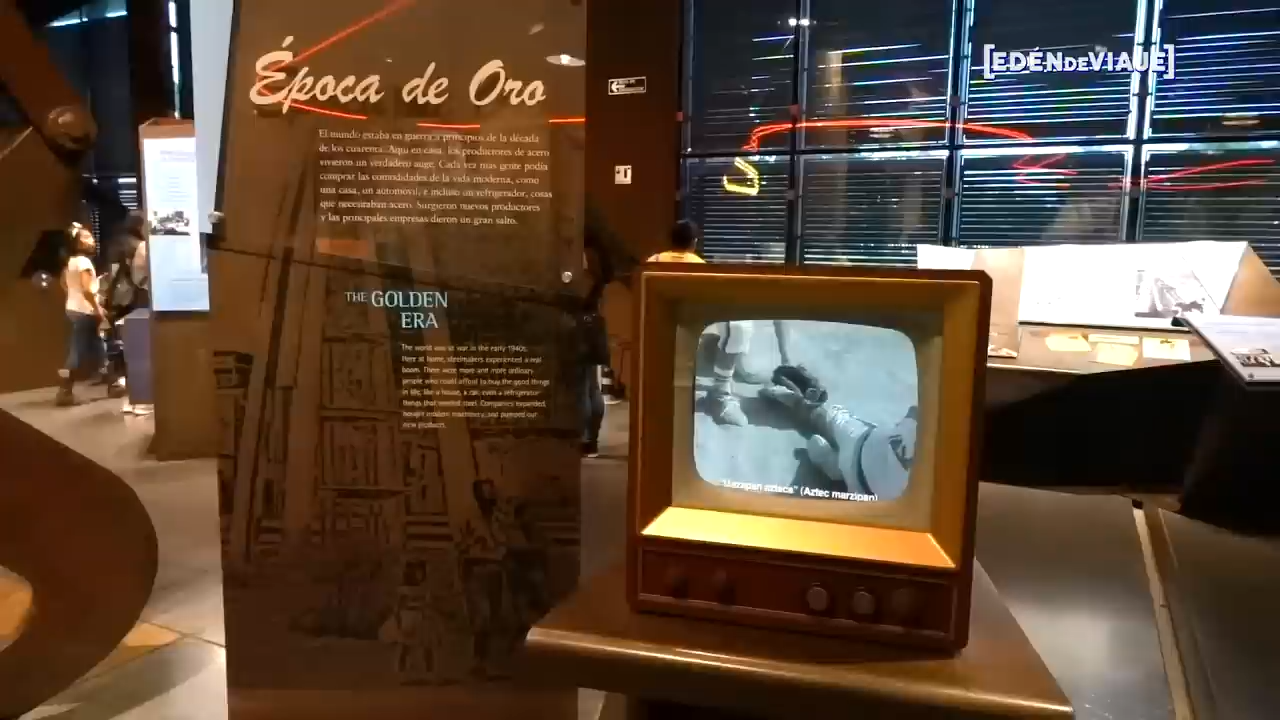 [EDÉNDEVIAJE]
Época de Oro
El mundo estaba en guerra a principios de la década
de los cuarenta. Aquí en casa, los productores de acero
vivieron un verdadero auge. Cada vez más gente podía
comprar las comodidades de la vida moderna, como
una casa, un automóvil, e incluso un refrigerador, cosas
que necesitaban acero. Surgieron nuevos productores
y las principales empresas dieron un gran salto.
THE GOLDEN
ERA
The world was at war in the early 1940s.
Here at home, steelmakers experienced a real
boom. There were more and more ordinary
people who could afford to buy the good things
in life, like a house, a car, even a refrigerator
things that needed steel. Companies expanded,
bought modern machinery, and pumped out
new products.
"Marzipan azteca" (Aztec marzipan)